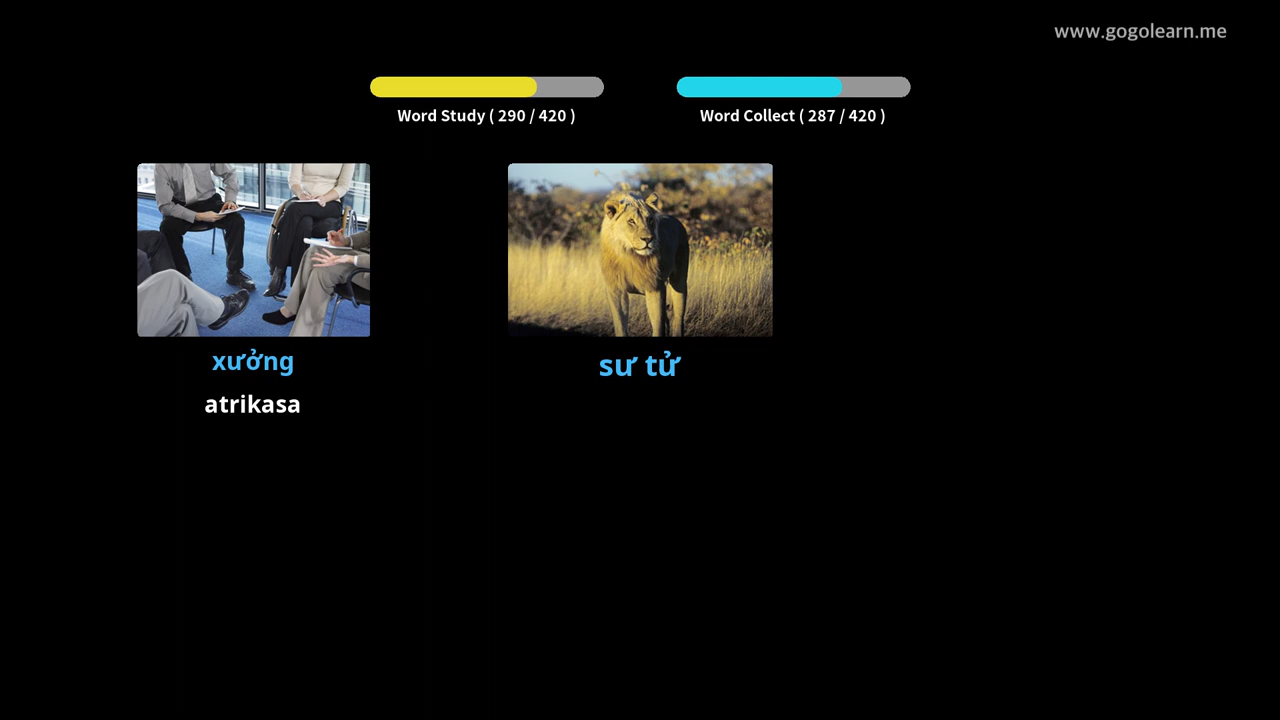 www.gogolearn.me
Word Study ( 290 / 420 )
Word Collect ( 287 / 420 )
xưởng
atrikasa
sư tử